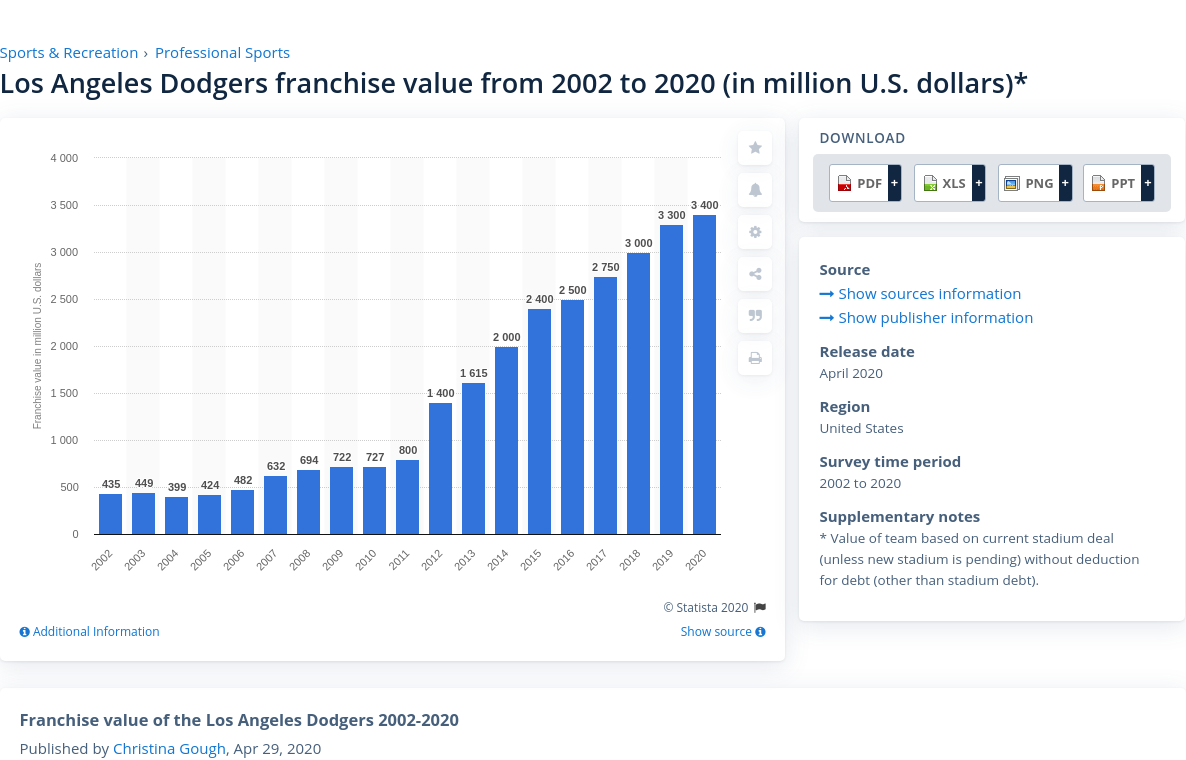 Sports & Recreation › Professional Sports
Los Angeles Dodgers franchise value from 2002 to 2020 (in million U.S. dollars)*
Franchise value in million U.S. dollars
4 000
3 500
3 000
2 500
2 000
1 500
1 000
500
0
435
449
399
424
482
632
694
722
727
800
1 400
1 615
2 000
2 400
2 500
2 750
3 000
3 300
3 400
2002
2003
2004
2005
2006
2007
2008
2009
2010
2011
2012
2013
2014
2015
2016
2017
2018
2019
2020
© Statista 2020
Additional Information
Show source
DOWNLOAD
PDF + XLS + PNG + PPT +
Source
Show sources information
Show publisher information
Release date
April 2020
Region
United States
Survey time period
2002 to 2020
Supplementary notes
* Value of team based on current stadium deal
(unless new stadium is pending) without deduction
for debt (other than stadium debt).
Franchise value of the Los Angeles Dodgers 2002-2020
Published by Christina Gough, Apr 29, 2020